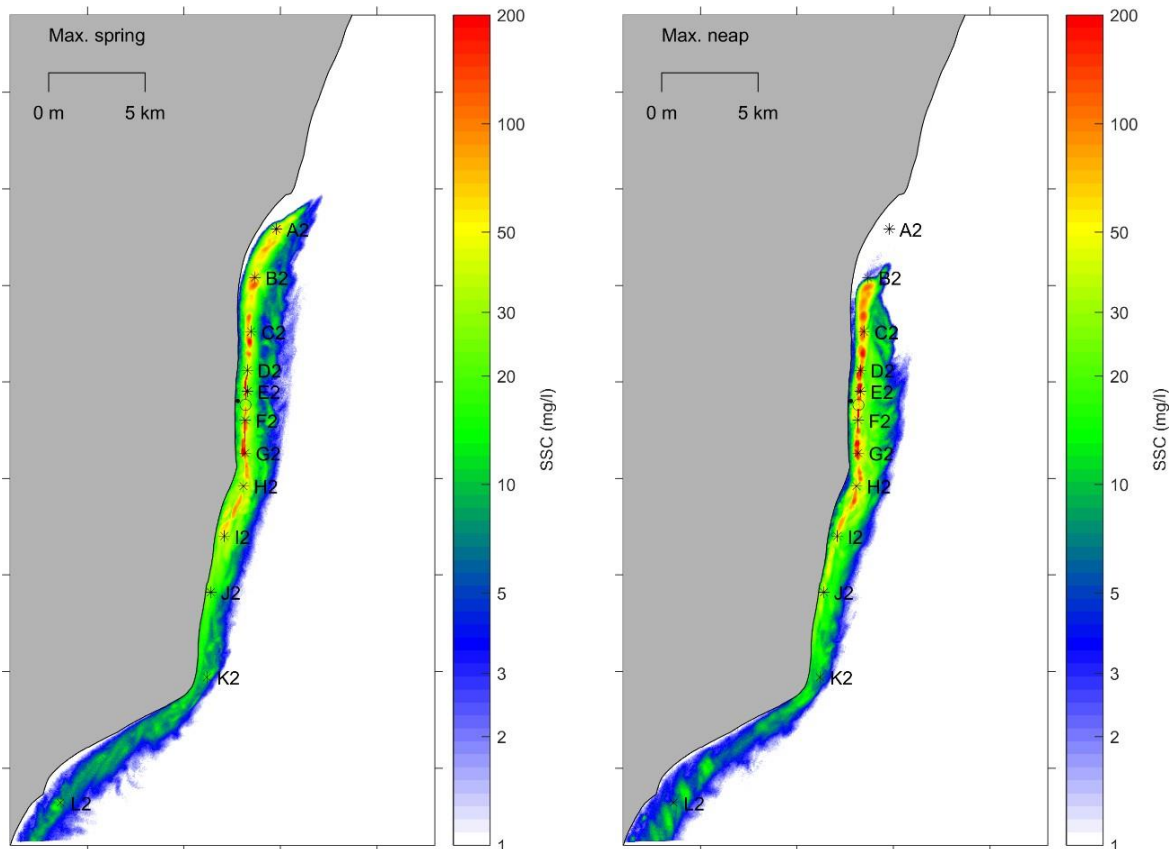 Max. spring
0 m 5 km
A2
B2
C2
D2
E2
F2
G2
H2
I2
J2
K2
L2
200
100
50
30
20
10
5
3
2
1
SSC (mg/l)
Max. neap
0 m 5 km
A2
B2
C2
D2
E2
F2
G2
H2
I2
J2
K2
L2
200
100
50
30
20
10
5
3
2
1
SSC (mg/l)